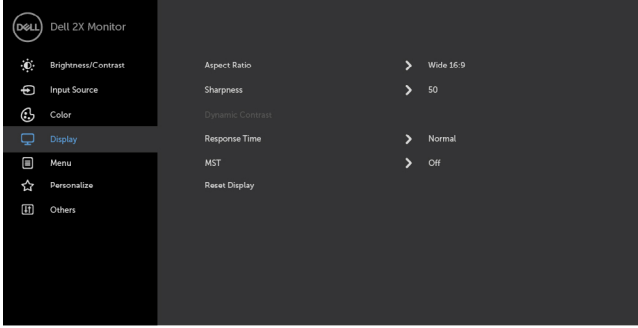 DELL Dell 2X Monitor
Brightness/Contrast Aspect Ratio Wide 16:9
Input Source Sharpness 50
Color Dynamic Contrast
Display Response Time Normal
Menu MST Off
Personalize Reset Display
Others